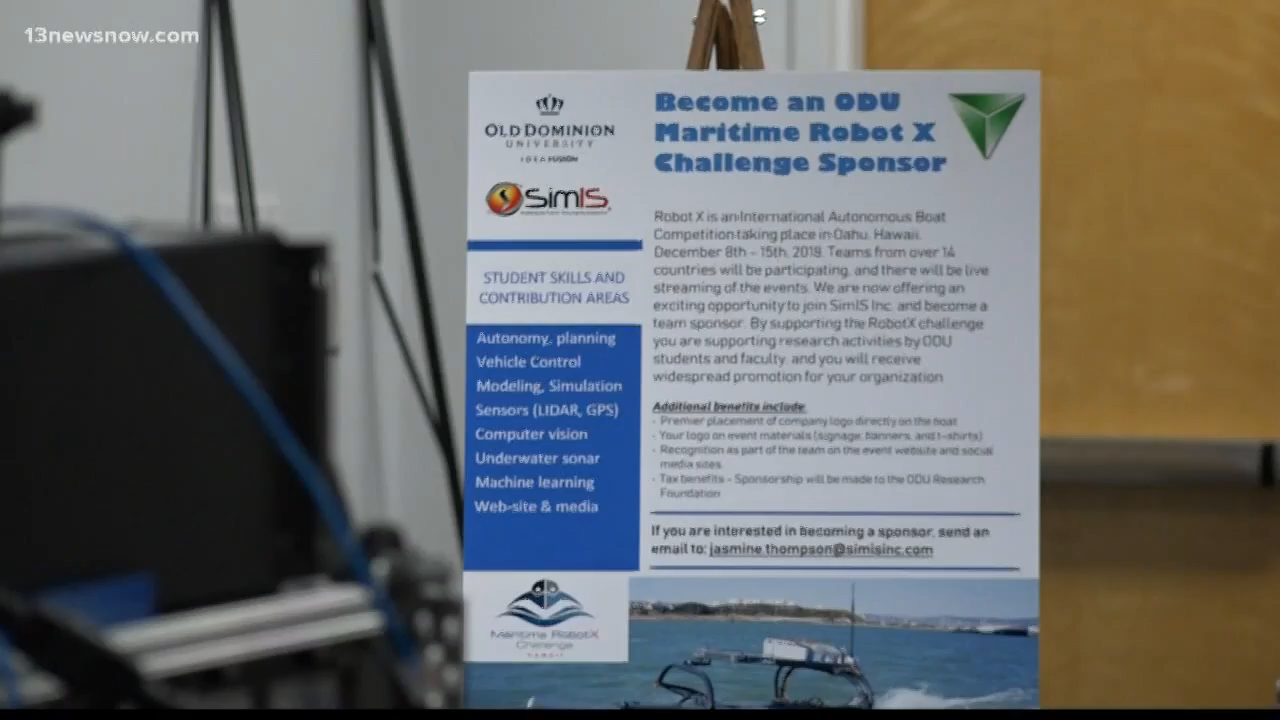 13newsnow.com
OLD DOMINION
UNIVERSITY
IDEA FUSION
SimIS
STUDENT SKILLS AND
CONTRIBUTION AREAS
Autonomy, planning
Vehicle Control
Modeling, Simulation
Sensors (LIDAR, GPS)
Computer vision
Underwater sonar
Machine learning
Web-site & media
Maritime RobotX
Challenge
Become an ODU
Maritime Robot X
Challenge Sponsor
Robot X is an International Autonomous Boat
Competition taking place in Oahu, Hawaii,
December 8th - 15th, 2018. Teams from over 14
countries will be participating, and there will be live
streaming of the events. We are now offering an
exciting opportunity to join SimIS Inc. and become a
team sponsor. By supporting the RobotX challenge
you are supporting research activities by ODU
students and faculty, and you will receive
widespread promotion for your organization
Additional benefits include:
- Premier placement of company logo directly on the boat
- Your logo on event materials (signage, banners, and t-shirts)
- Recognition as part of the team on the event website and social
media sites
- Tax benefits - Sponsorship will be made to the ODU Research
Foundation
If you are interested in becoming a sponsor, send an
email to: jasmine.thompson@simisinc.com